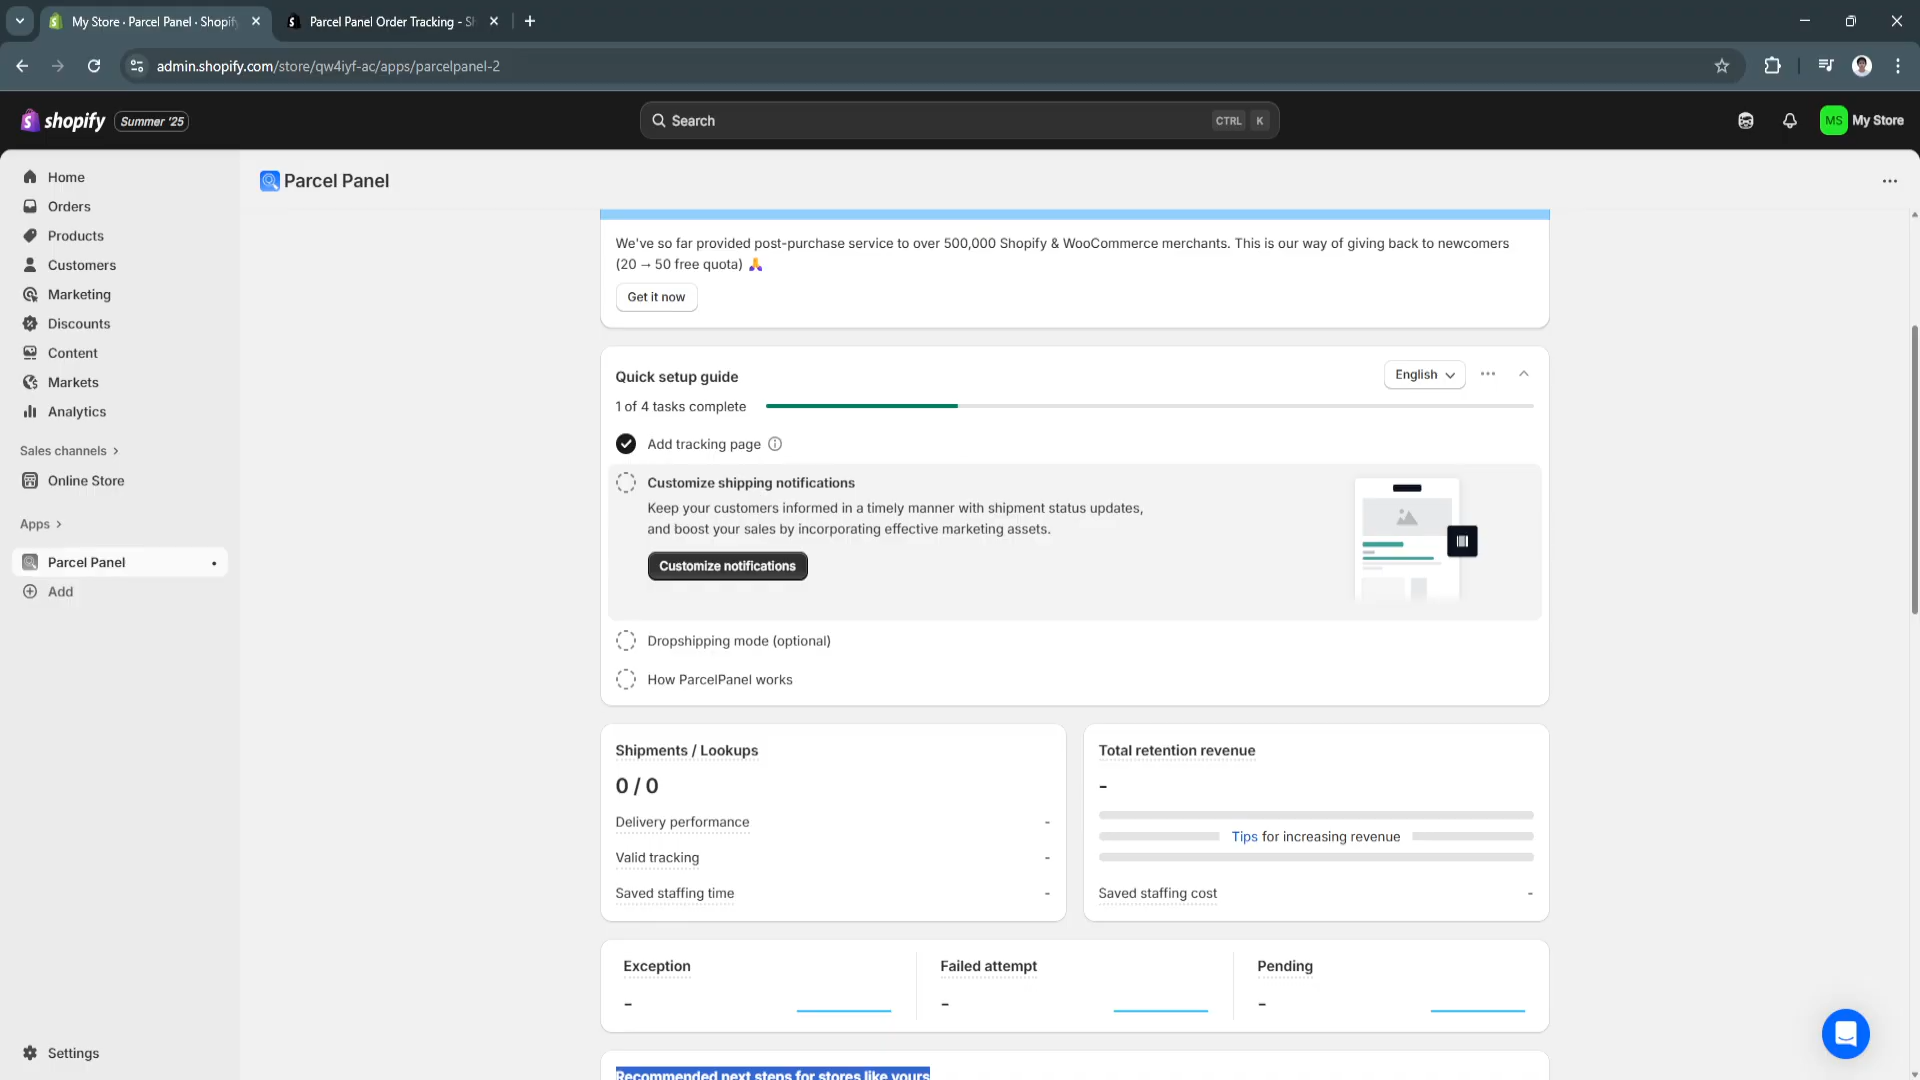 My Store · Parcel Panel · Shopify
Parcel Panel Order Tracking - S
admin.shopify.com/store/qw4iyf-ac/apps/parcelpanel-2
shopify
Summer '25
Search
CTRL K
MS
My Store
Home
Orders
Products
Customers
Marketing
Discounts
Content
Markets
Analytics
Sales channels
Online Store
Apps
Parcel Panel
Add
Settings
Parcel Panel
We've so far provided post-purchase service to over 500,000 Shopify & WooCommerce merchants. This is our way of giving back to newcomers
(20 → 50 free quota) 🙏
Get it now
Quick setup guide
English
1 of 4 tasks complete
Add tracking page
Customize shipping notifications
Keep your customers informed in a timely manner with shipment status updates,
and boost your sales by incorporating effective marketing assets.
Customize notifications
Dropshipping mode (optional)
How ParcelPanel works
Shipments / Lookups
0 / 0
Delivery performance -
Valid tracking -
Saved staffing time -
Total retention revenue
-
Tips for increasing revenue
Saved staffing cost -
Exception
-
Failed attempt
-
Pending
-
Recommended next steps for stores like yours